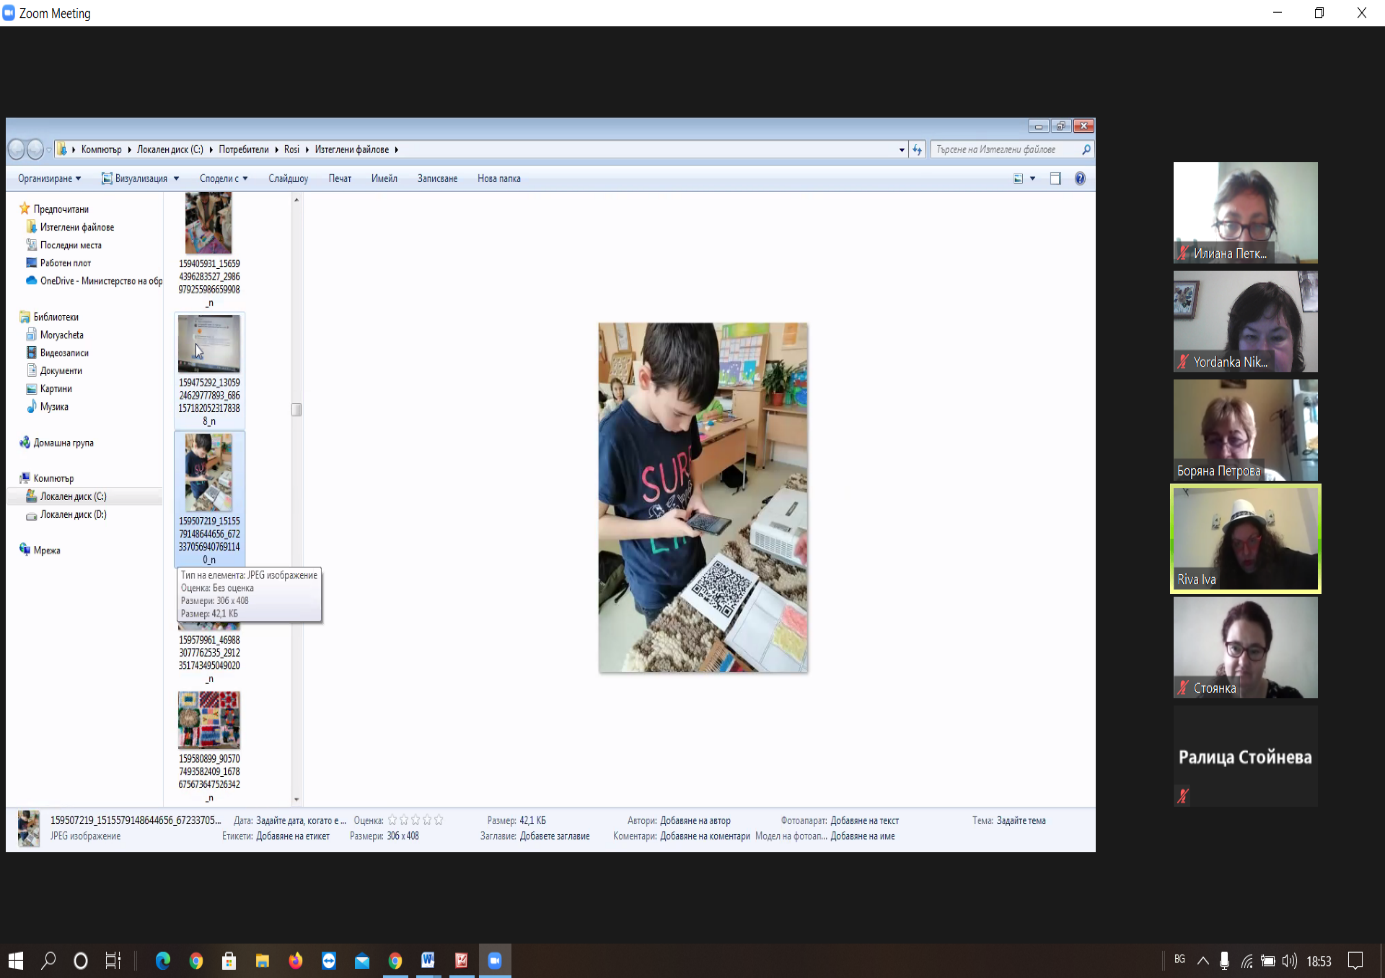 Zoom Meeting
Компютър
Локален диск (C:)
Потребители
Rosi
Изтеглени файлове
Търсене на Изтеглени файлове
Организиране
Визуализация
Сподели с
Слайдшоу
Печат
Имейл
Записване
Нова папка
Предпочитани
Изтеглени файлове
Последни места
Работен плот
OneDrive - Министерство на обр
Библиотеки
Moryacheta
Видеозаписи
Документи
Картини
Музика
Домашна група
Компютър
Локален диск (C:)
Локален диск (D:)
Мрежа
159405931_15659
4396283527_2986
979255986659908
_n
159475292_13059
24629777893_686
157182052317838
8_n
159507219_15155
79148644656_672
337056940769114
0_n
Тип на елемента: JPEG изображение
Оценка: Без оценка
Размери: 306 x 408
Размер: 42,1 КБ
159579961_46988
3077762535_2912
351743495049020
_n
159580899_90570
7493582409_1678
675673647526342
_n
SURF
159507219_1515579148644656_67233705...
JPEG изображение
Дата: Задайте дата, когато е ...
Етикети: Добавяне на етикет
Оценка:
Размери: 306 x 408
Размер: 42,1 КБ
Заглавие: Добавете заглавие
Автори: Добавяне на автор
Коментари: Добавяне на коментари
Фотоапарат: Добавяне на текст
Модел на фотоап... Добавяне на име
Тема: Задайте тема
Илиана Петк...
Yordanka Nik...
Боряна Петрова
Riva Iva
Стоянка
Ралица Стойнева
BG
18:53